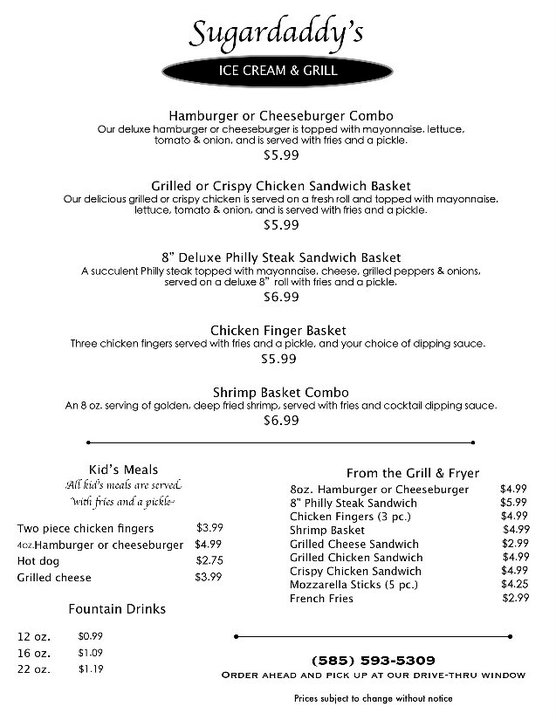 Sugardaddy's
ICE CREAM & GRILL
Hamburger or Cheeseburger Combo
Our deluxe hamburger or cheeseburger is topped with mayonnaise, lettuce,
tomato & onion, and is served with fries and a pickle.
$5.99
Grilled or Crispy Chicken Sandwich Basket
Our delicious grilled or crispy chicken is served on a fresh roll and topped with mayonnaise,
lettuce, tomato & onion, and is served with fries and a pickle.
$5.99
8” Deluxe Philly Steak Sandwich Basket
A succulent Philly steak topped with mayonnaise, cheese, grilled peppers & onions,
served on a deluxe 8” roll with fries and a pickle.
$6.99
Chicken Finger Basket
Three chicken fingers served with fries and a pickle, and your choice of dipping sauce.
$5.99
Shrimp Basket Combo
An 8 oz. serving of golden, deep fried shrimp, served with fries and cocktail dipping sauce.
$6.99
Kid's Meals
All kid's meals are served
with fries and a pickle
Two piece chicken fingers $3.99
4oz.Hamburger or cheeseburger $4.99
Hot dog $2.75
Grilled cheese $3.99
Fountain Drinks
12 oz. $0.99
16 oz. $1.09
22 oz. $1.19
From the Grill & Fryer
8oz. Hamburger or Cheeseburger $4.99
8" Philly Steak Sandwich $5.99
Chicken Fingers (3 pc.) $4.99
Shrimp Basket $4.99
Grilled Cheese Sandwich $2.99
Grilled Chicken Sandwich $4.99
Crispy Chicken Sandwich $4.99
Mozzarella Sticks (5 pc.) $4.25
French Fries $2.99
(585) 593-5309
Order ahead and pick up at our drive-thru window
Prices subject to change without notice